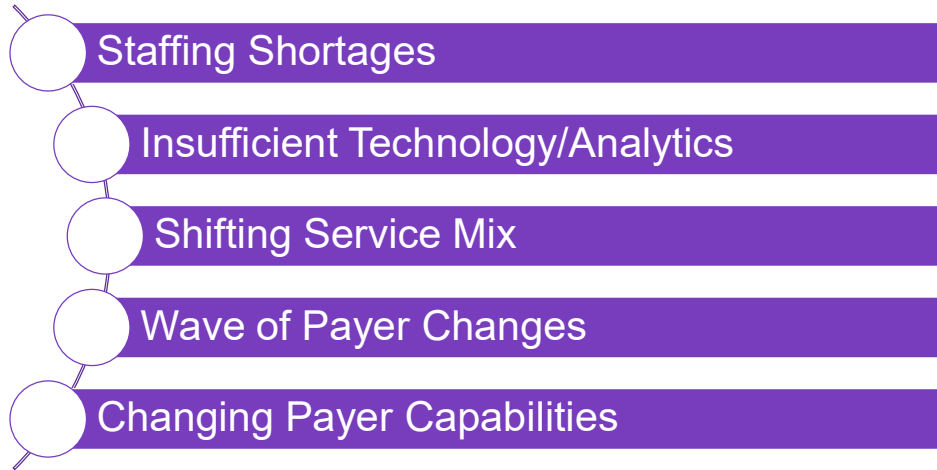 Staffing Shortages
Insufficient Technology/Analytics
Shifting Service Mix
Wave of Payer Changes
Changing Payer Capabilities